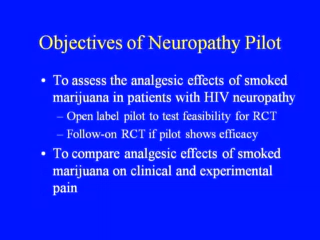 Objectives of Neuropathy Pilot
• To assess the analgesic effects of smoked
marijuana in patients with HIV neuropathy
– Open label pilot to test feasibility for RCT
– Follow-on RCT if pilot shows efficacy
• To compare analgesic effects of smoked
marijuana on clinical and experimental
pain